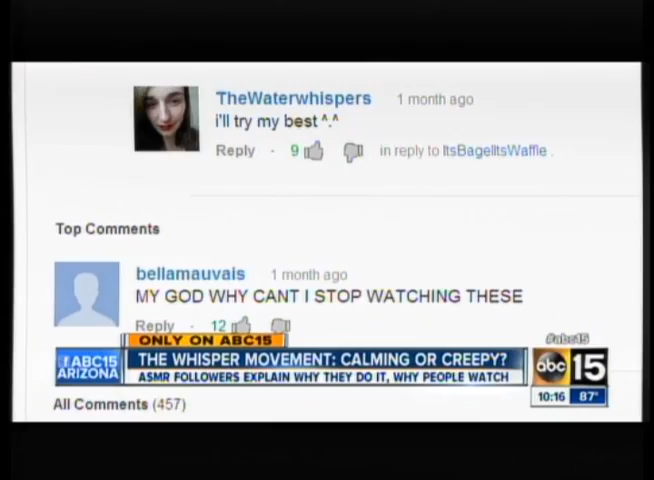 TheWaterwhispers 1 month ago
i'll try my best ^.^
Reply · 9 in reply to ItsBagelItsWaffle .
Top Comments
bellamauvais 1 month ago
MY GOD WHY CANT I STOP WATCHING THESE
Reply · 12
ONLY ON ABC15
#abc15
f ABC15
ARIZONA
THE WHISPER MOVEMENT: CALMING OR CREEPY?
ASMR FOLLOWERS EXPLAIN WHY THEY DO IT, WHY PEOPLE WATCH
abc 15
10:16 87°
All Comments (457)